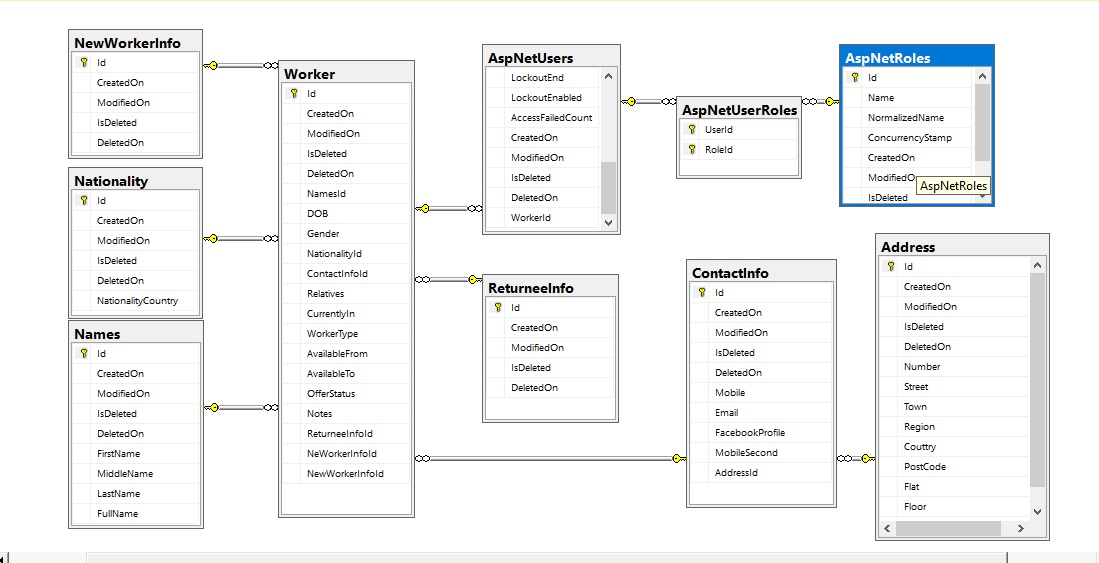 NewWorkerInfo
Id
CreatedOn
ModifiedOn
IsDeleted
DeletedOn
Nationality
Id
CreatedOn
ModifiedOn
IsDeleted
DeletedOn
NationalityCountry
Names
Id
CreatedOn
ModifiedOn
IsDeleted
DeletedOn
FirstName
MiddleName
LastName
FullName
Worker
Id
CreatedOn
ModifiedOn
IsDeleted
DeletedOn
NamesId
DOB
Gender
NationalityId
ContactInfoId
Relatives
CurrentlyIn
WorkerType
AvailableFrom
AvailableTo
OfferStatus
Notes
ReturneeInfoId
NeWorkerInfoId
NewWorkerInfoId
AspNetUsers
LockoutEnd
LockoutEnabled
AccessFailedCount
CreatedOn
ModifiedOn
IsDeleted
DeletedOn
WorkerId
ReturneeInfo
Id
CreatedOn
ModifiedOn
IsDeleted
DeletedOn
AspNetUserRoles
UserId
RoleId
AspNetRoles
Id
Name
NormalizedName
ConcurrencyStamp
CreatedOn
ModifiedO
AspNetRoles
IsDeleted
ContactInfo
Id
CreatedOn
ModifiedOn
IsDeleted
DeletedOn
Mobile
Email
FacebookProfile
MobileSecond
AddressId
Address
Id
CreatedOn
ModifiedOn
IsDeleted
DeletedOn
Number
Street
Town
Region
Couttry
PostCode
Flat
Floor